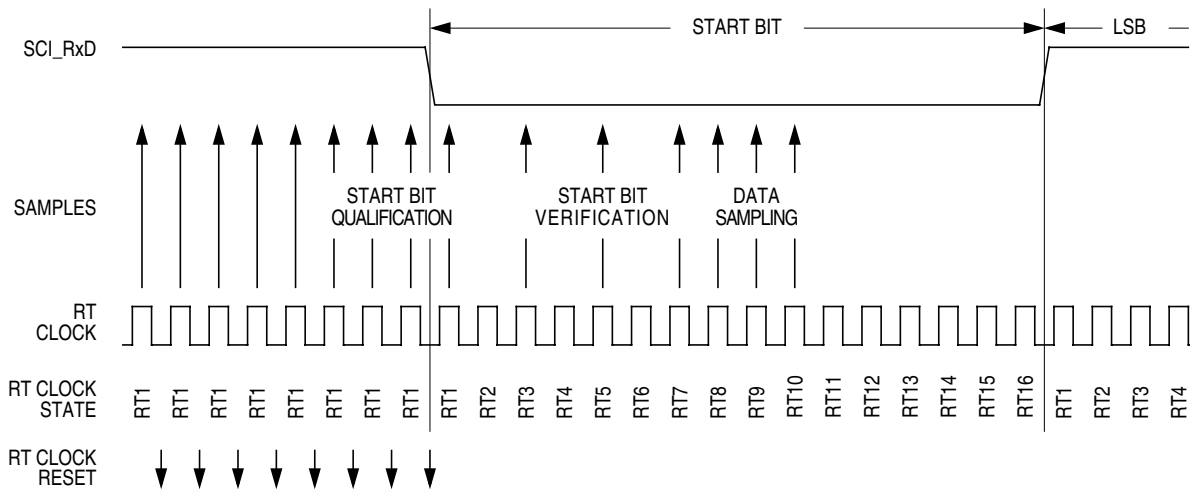 START BIT
LSB
SCI_RxD
SAMPLES
START BIT
QUALIFICATION
START BIT
VERIFICATION
DATA
SAMPLING
RT
CLOCK
RT CLOCK
STATE
RT1 RT1 RT1 RT1 RT1 RT1 RT1 RT1 RT1 RT2 RT3 RT4 RT5 RT6 RT7 RT8 RT9 RT10 RT11 RT12 RT13 RT14 RT15 RT16 RT1 RT2 RT3 RT4
RT CLOCK
RESET